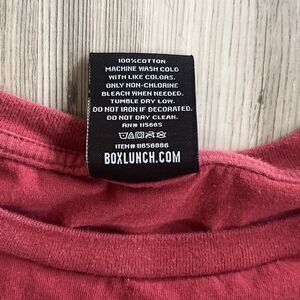 100% COTTON
MACHINE WASH COLD
WITH LIKE COLORS.
ONLY NON-CHLORINE
BLEACH WHEN NEEDED.
TUMBLE DRY LOW.
DO NOT IRON IF DECORATED.
DO NOT DRY CLEAN.
RN# 115665
ITEM# 11656886
BOXLUNCH.COM